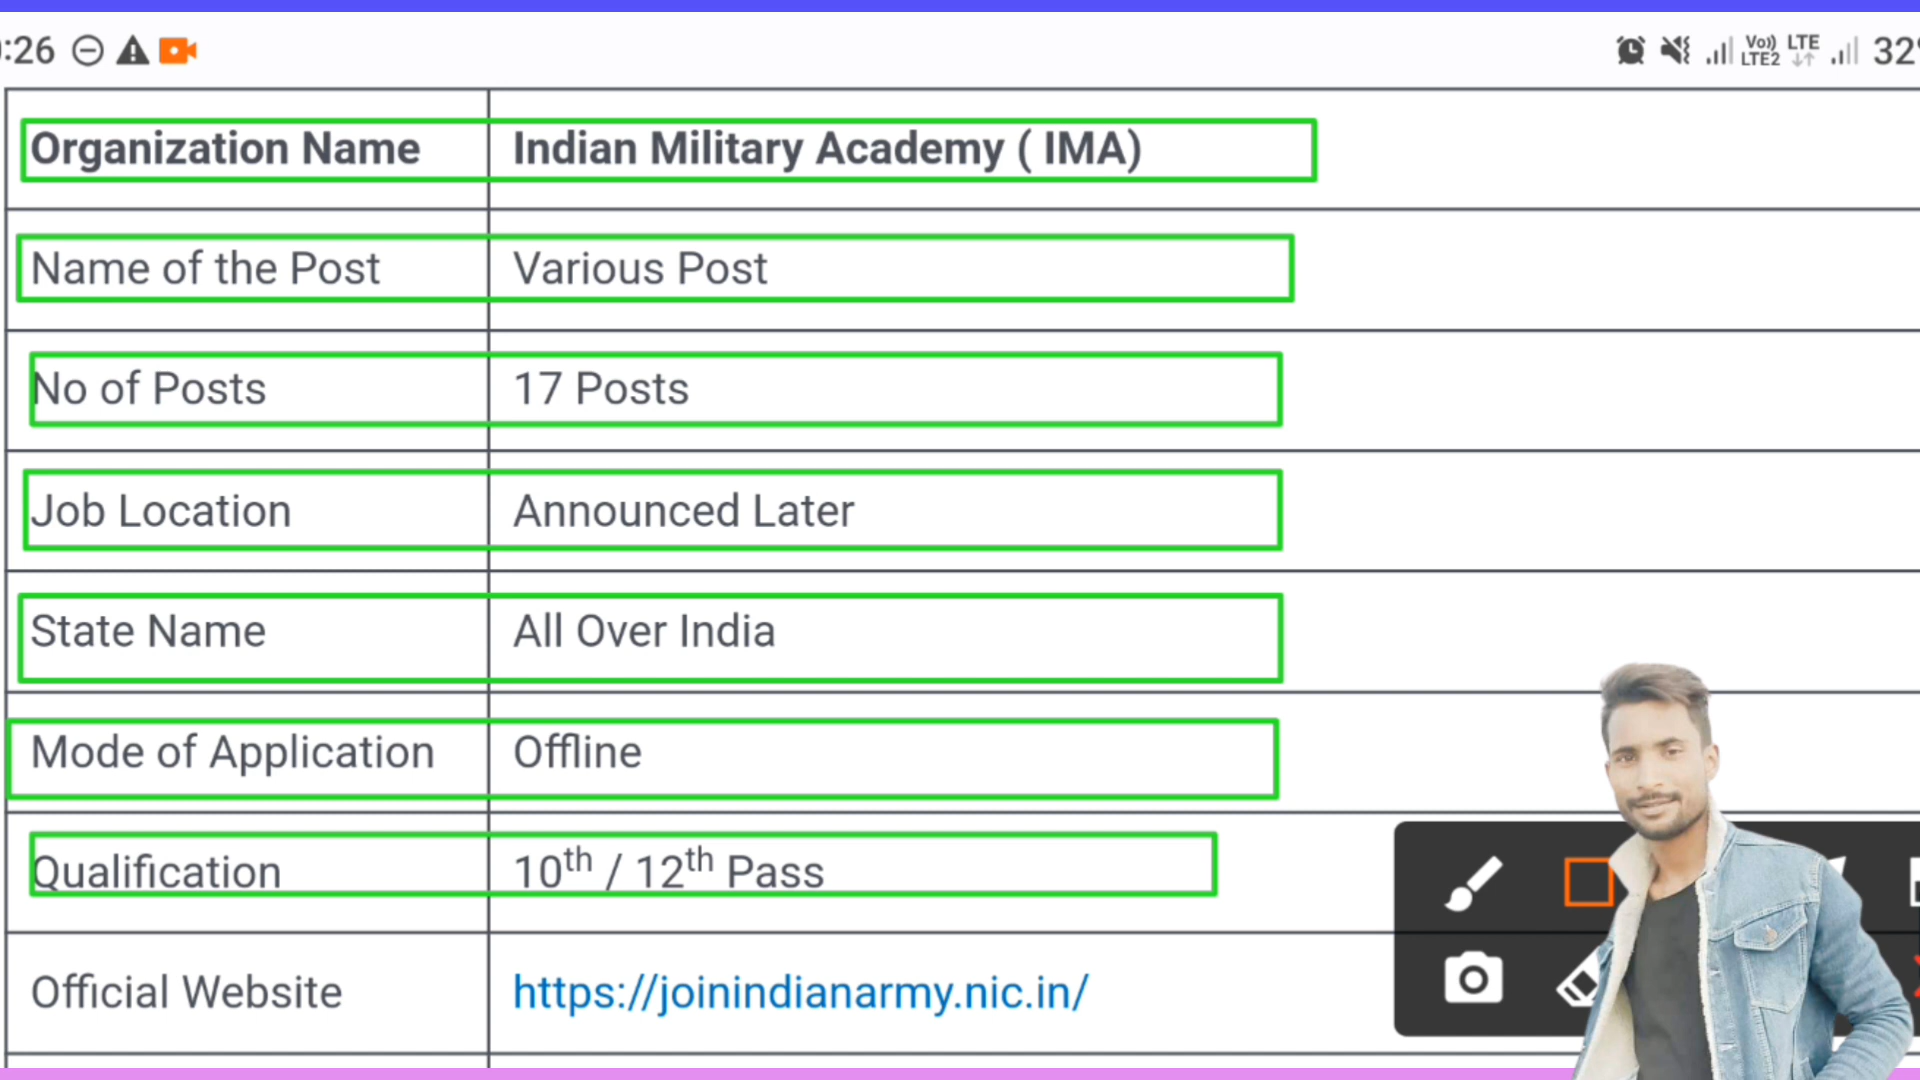 :26 Vo)) LTE2 LTE 32
Organization Name Indian Military Academy ( IMA)
Name of the Post Various Post
No of Posts 17 Posts
Job Location Announced Later
State Name All Over India
Mode of Application Offline
Qualification 10th / 12th Pass
Official Website https://joinindianarmy.nic.in/